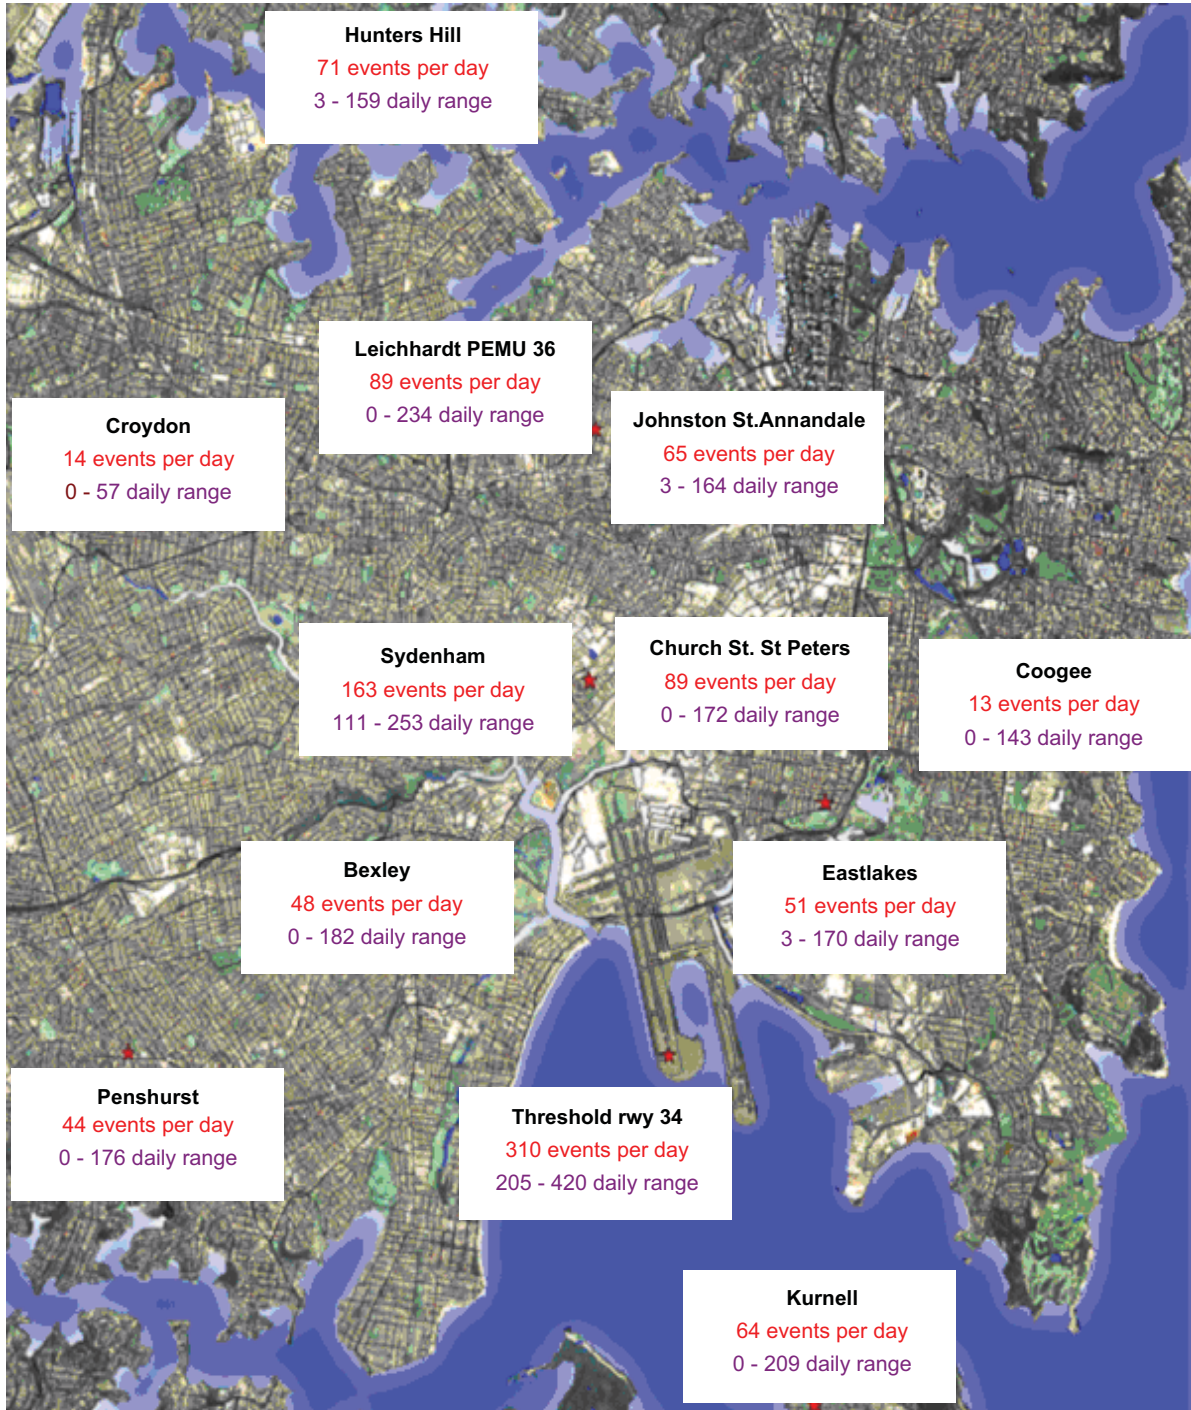 Hunters Hill
71 events per day
3 - 159 daily range
Leichhardt PEMU 36
89 events per day
0 - 234 daily range
Croydon
14 events per day
0 - 57 daily range
Johnston St.Annandale
65 events per day
3 - 164 daily range
Sydenham
163 events per day
111 - 253 daily range
Church St. St Peters
89 events per day
0 - 172 daily range
Coogee
13 events per day
0 - 143 daily range
Bexley
48 events per day
0 - 182 daily range
Eastlakes
51 events per day
3 - 170 daily range
Penshurst
44 events per day
0 - 176 daily range
Threshold rwy 34
310 events per day
205 - 420 daily range
Kurnell
64 events per day
0 - 209 daily range